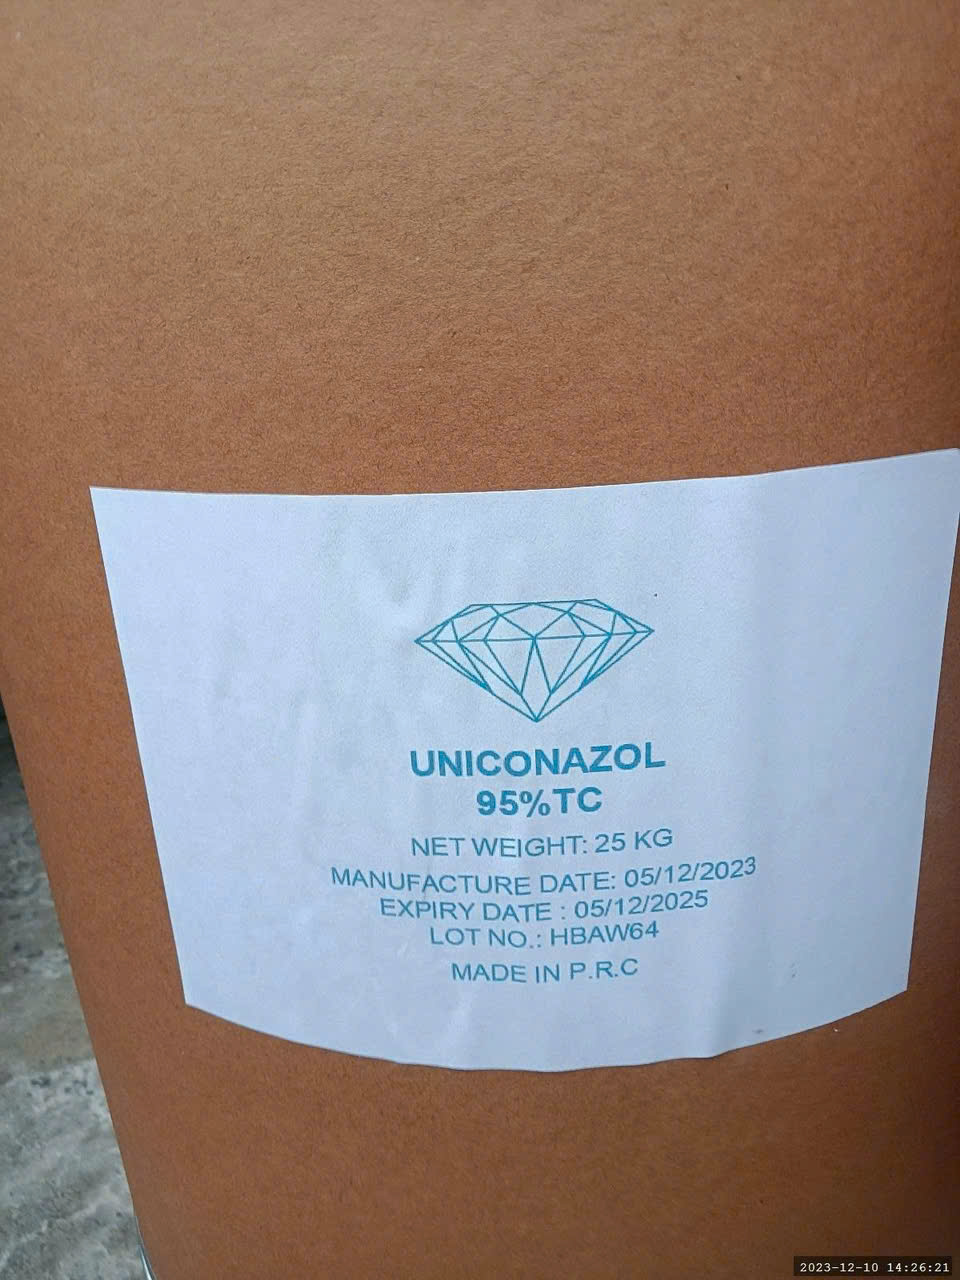 UNICONAZOL
95%TC
NET WEIGHT: 25 KG
MANUFACTURE DATE: 05/12/2023
EXPIRY DATE : 05/12/2025
LOT NO.: HBAW64
MADE IN P.R.C
2023-12-10 14:26:21